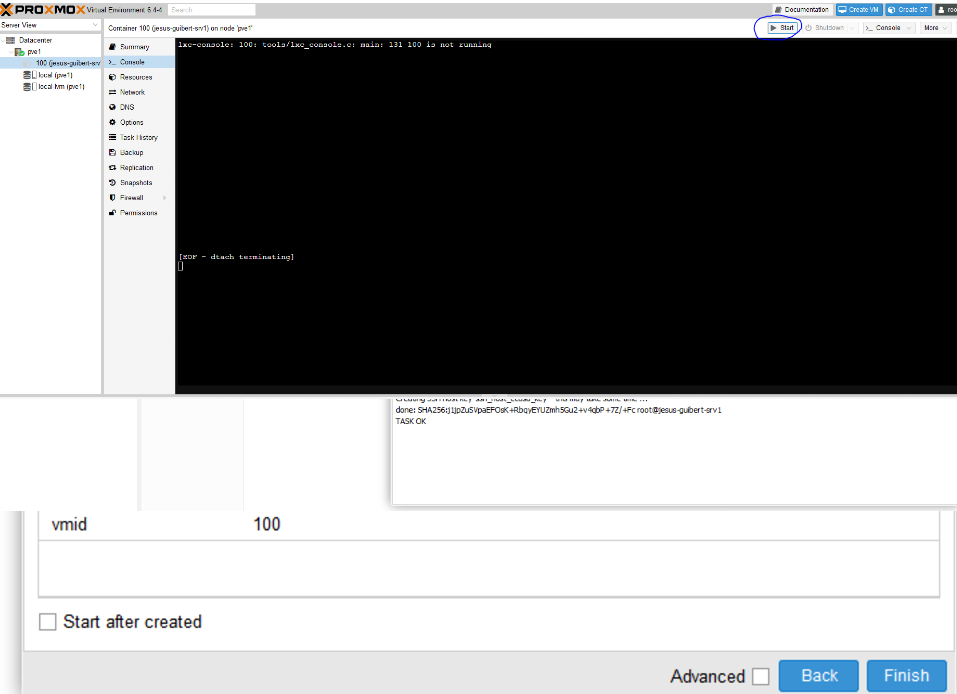 PROXMOX Virtual Environment 6.4-4 Search Documentation Create VM Create CT roo
Server View
Container 100 (jesus-guibert-srv1) on node 'pve1' Start Shutdown >_ Console More
Datacenter
pve1
100 (jesus-guibert-srv
local (pve1)
local-lvm (pve1)
Summary
>_ Console
Resources
Network
DNS
Options
Task History
Backup
Replication
Snapshots
Firewall
Permissions
lxc-console: 100: tools/lxc_console.c: main: 131 100 is not running
[EOF - dtach terminating]
done: SHA256:j1jpZuSVpaEFOsK+RbqyEYUZmh5Gu2+v4qbP+7Z/+Fc root@jesus-guibert-srv1
TASK OK
vmid 100
Start after created
Advanced Back Finish